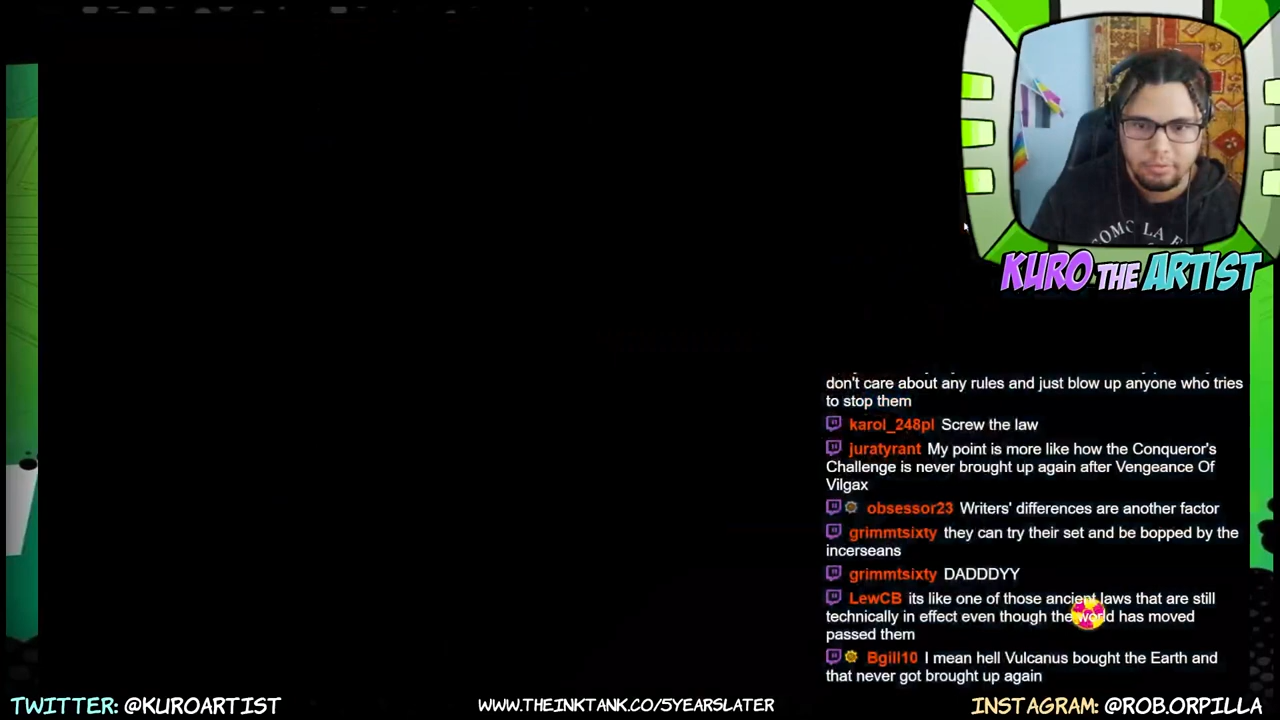 COMO LA F
KURO THE ARTIST
don't care about any rules and just blow up anyone who tries
to stop them
karol_248pl Screw the law
juratyrant My point is more like how the Conqueror's
Challenge is never brought up again after Vengeance Of
Vilgax
obsessor23 Writers' differences are another factor
grimmtsixty they can try their set and be bopped by the
incerseans
grimmtsixty DADDDYY
LewCB its like one of those ancient laws that are still
technically in effect even though the world has moved
passed them
Bgill10 I mean hell Vulcanus bought the Earth and
that never got brought up again
TWITTER: @KUROARTIST
WWW.THEINKTANK.CO/5YEARSLATER
INSTAGRAM: @ROB.ORPILLA